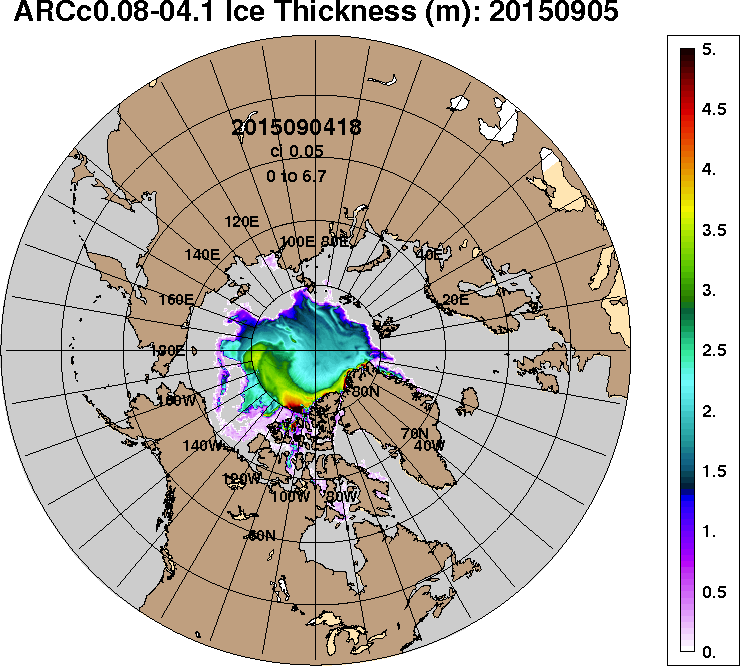 ARCc0.08-04.1 Ice Thickness (m): 20150905
5.
4.5
4.
3.5
3.
2.5
2.
1.5
1.
0.5
0.
2015090418
ci 0.05
0 to 6.7
120E
100E 80E
140E
40E
160E
20E
180E
160W
80N
140W
70N
40W
120W
100W
80W
60N